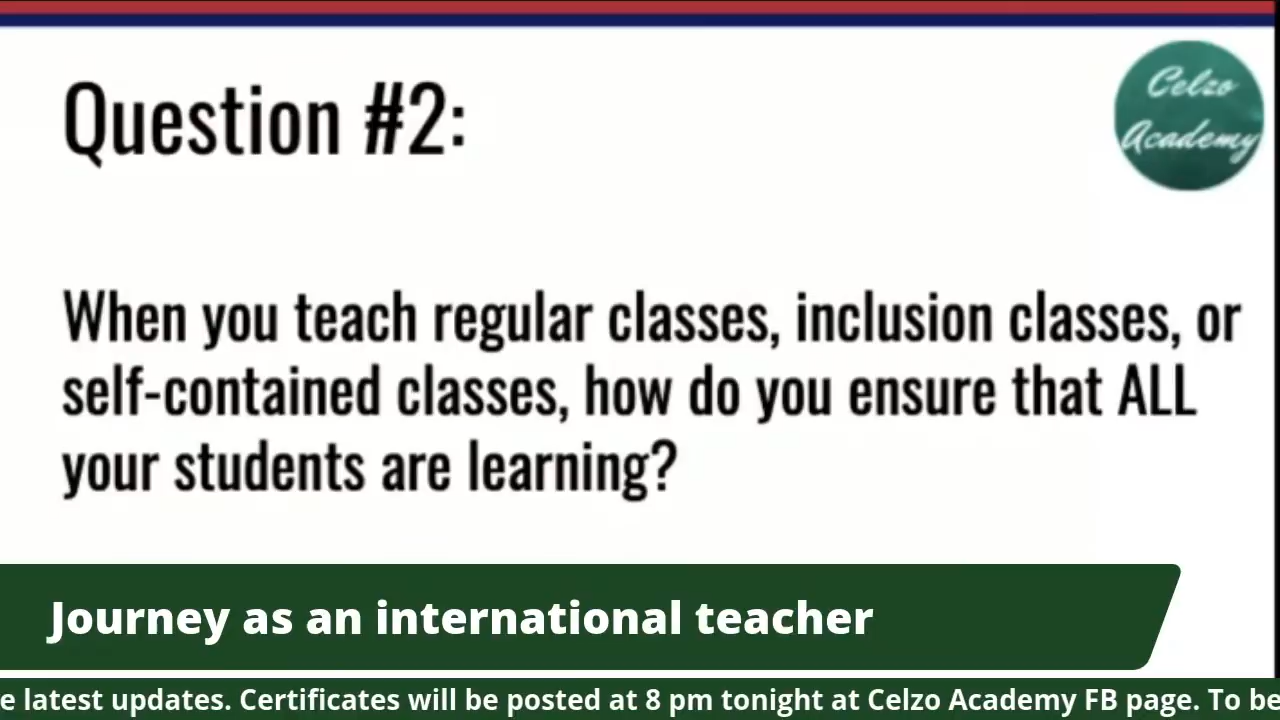 Question #2:
Celzo
Academy
When you teach regular classes, inclusion classes, or
self-contained classes, how do you ensure that ALL
your students are learning?
Journey as an international teacher
e latest updates. Certificates will be posted at 8 pm tonight at Celzo Academy FB page. To be